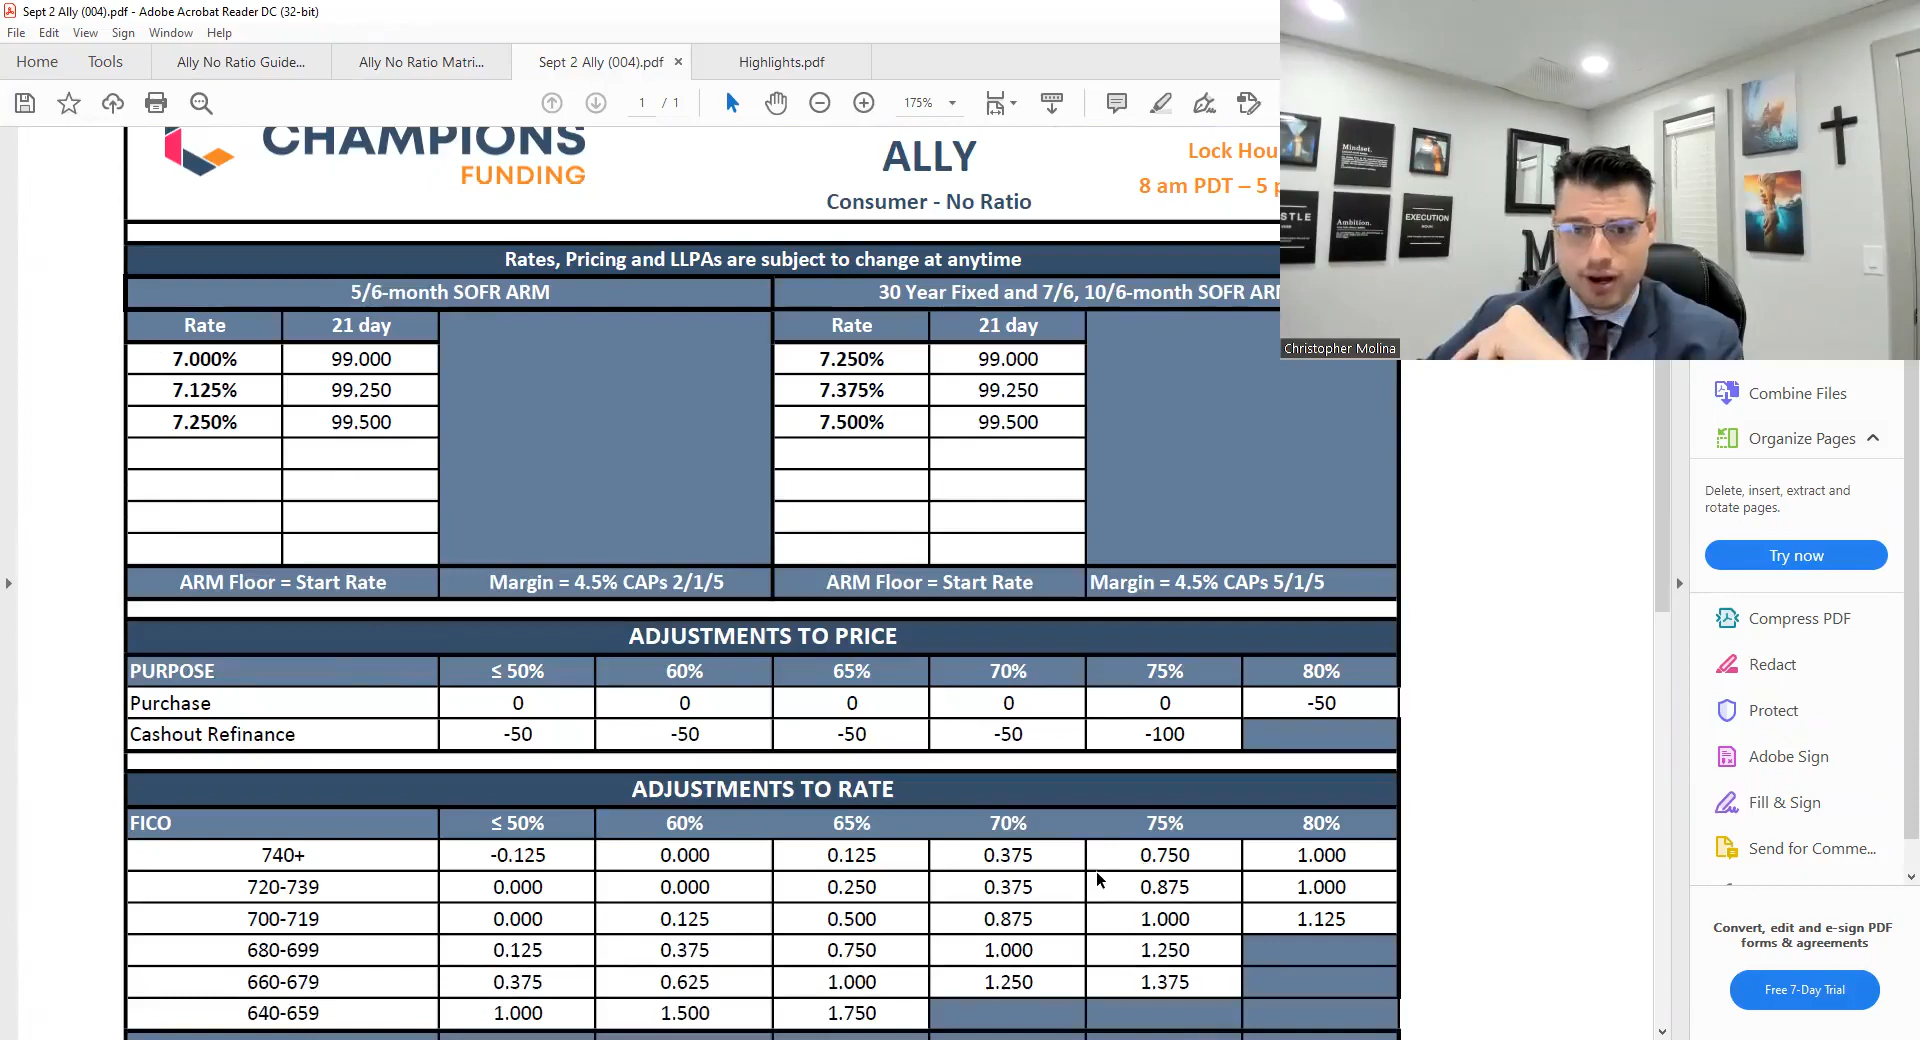 Sept 2 Ally (004).pdf - Adobe Acrobat Reader DC (32-bit)
File Edit View Sign Window Help
Home Tools Ally No Ratio Guide... Ally No Ratio Matri... Sept 2 Ally (004).pdf × Highlights.pdf
1 / 1 175%
CHAMPIONS
FUNDING
ALLY
Consumer - No Ratio
Lock Hou
8 am PDT – 5 p
Rates, Pricing and LLPAs are subject to change at anytime
5/6-month SOFR ARM 30 Year Fixed and 7/6, 10/6-month SOFR ARM
Rate 21 day Rate 21 day
7.000% 99.000 7.250% 99.000
7.125% 99.250 7.375% 99.250
7.250% 99.500 7.500% 99.500
ARM Floor = Start Rate Margin = 4.5% CAPs 2/1/5 ARM Floor = Start Rate Margin = 4.5% CAPs 5/1/5
ADJUSTMENTS TO PRICE
PURPOSE ≤ 50% 60% 65% 70% 75% 80%
Purchase 0 0 0 0 0 -50
Cashout Refinance -50 -50 -50 -50 -100
ADJUSTMENTS TO RATE
FICO ≤ 50% 60% 65% 70% 75% 80%
740+ -0.125 0.000 0.125 0.375 0.750 1.000
720-739 0.000 0.000 0.250 0.375 0.875 1.000
700-719 0.000 0.125 0.500 0.875 1.000 1.125
680-699 0.125 0.375 0.750 1.000 1.250
660-679 0.375 0.625 1.000 1.250 1.375
640-659 1.000 1.500 1.750
Mindset.
STLE
Ambition.
EXECUTION
M
Christopher Molina
Combine Files
Organize Pages
Delete, insert, extract and
rotate pages.
Try now
Compress PDF
Redact
Protect
Adobe Sign
Fill & Sign
Send for Comme...
Convert, edit and e-sign PDF
forms & agreements
Free 7-Day Trial